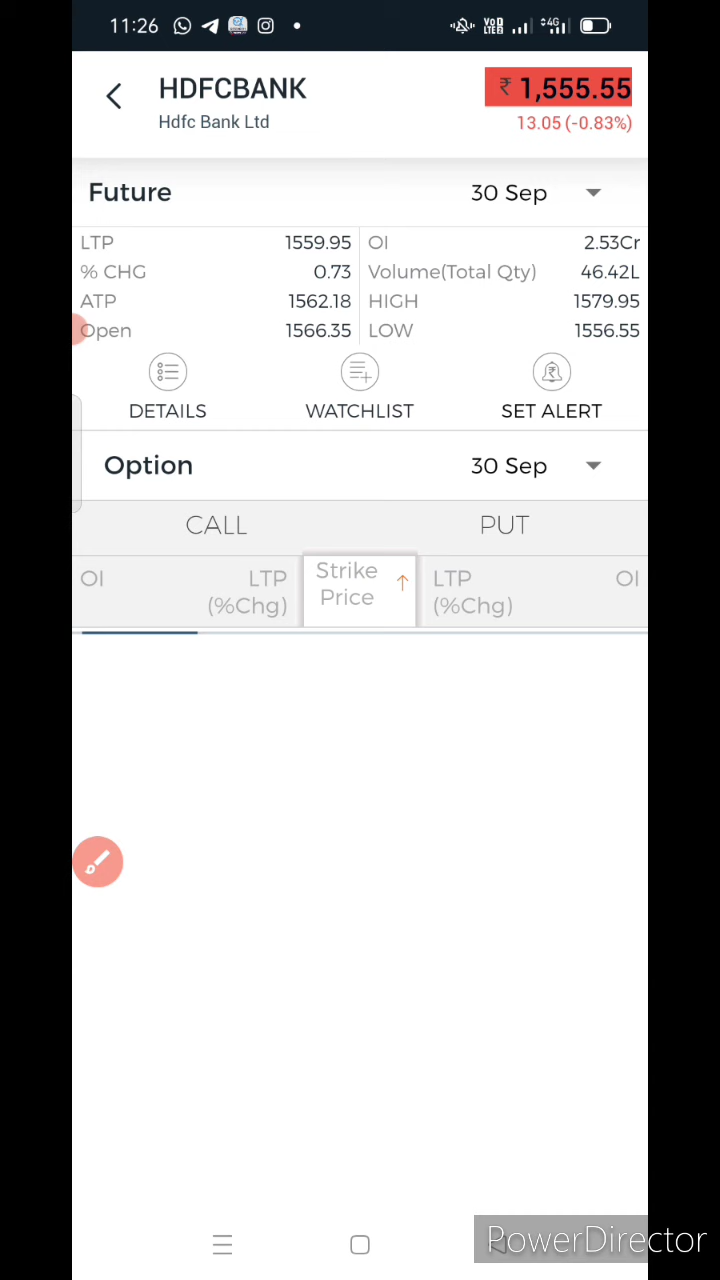 11:26 VoD LTE2 4G
HDFCBANK ₹ 1,555.55
Hdfc Bank Ltd 13.05 (-0.83%)
Future 30 Sep
LTP 1559.95 OI 2.53Cr
% CHG 0.73 Volume(Total Qty) 46.42L
ATP 1562.18 HIGH 1579.95
Open 1566.35 LOW 1556.55
DETAILS WATCHLIST SET ALERT
Option 30 Sep
CALL PUT
OI LTP (%Chg) Strike Price ↑ LTP (%Chg) OI
PowerDirector